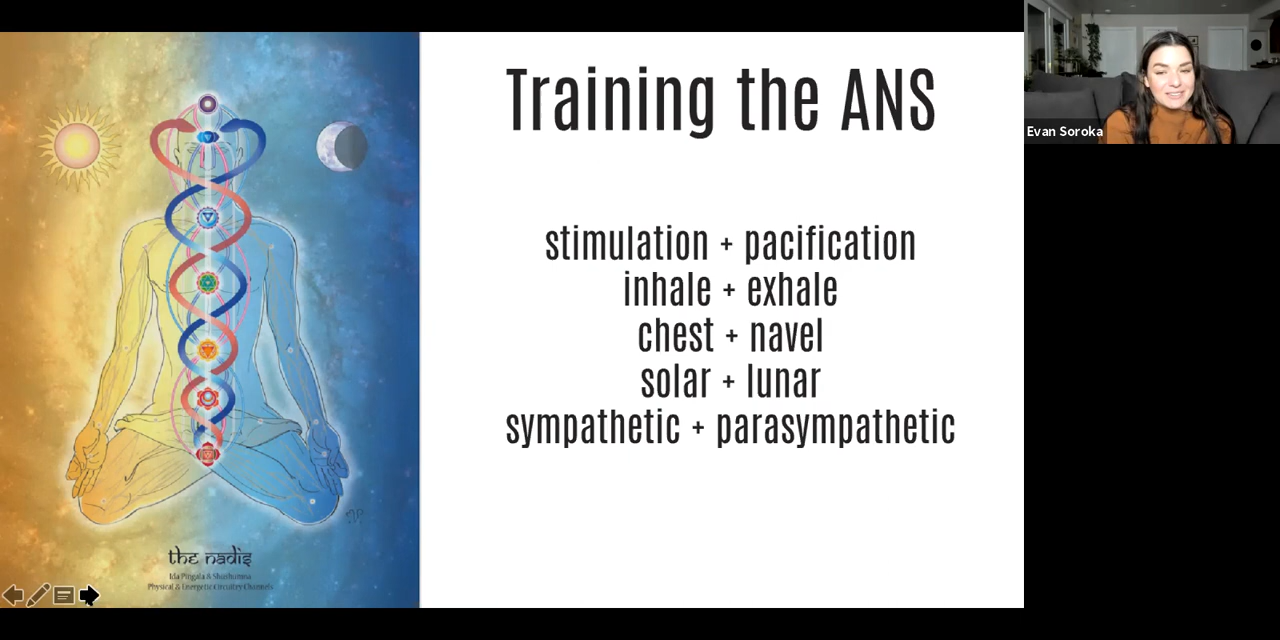 Training the ANS
stimulation + pacification
inhale + exhale
chest + navel
solar + lunar
sympathetic + parasympathetic
the nadis
Ida Pingala & Shushumna
Physical & Energetic Circuitry Channels
Evan Soroka